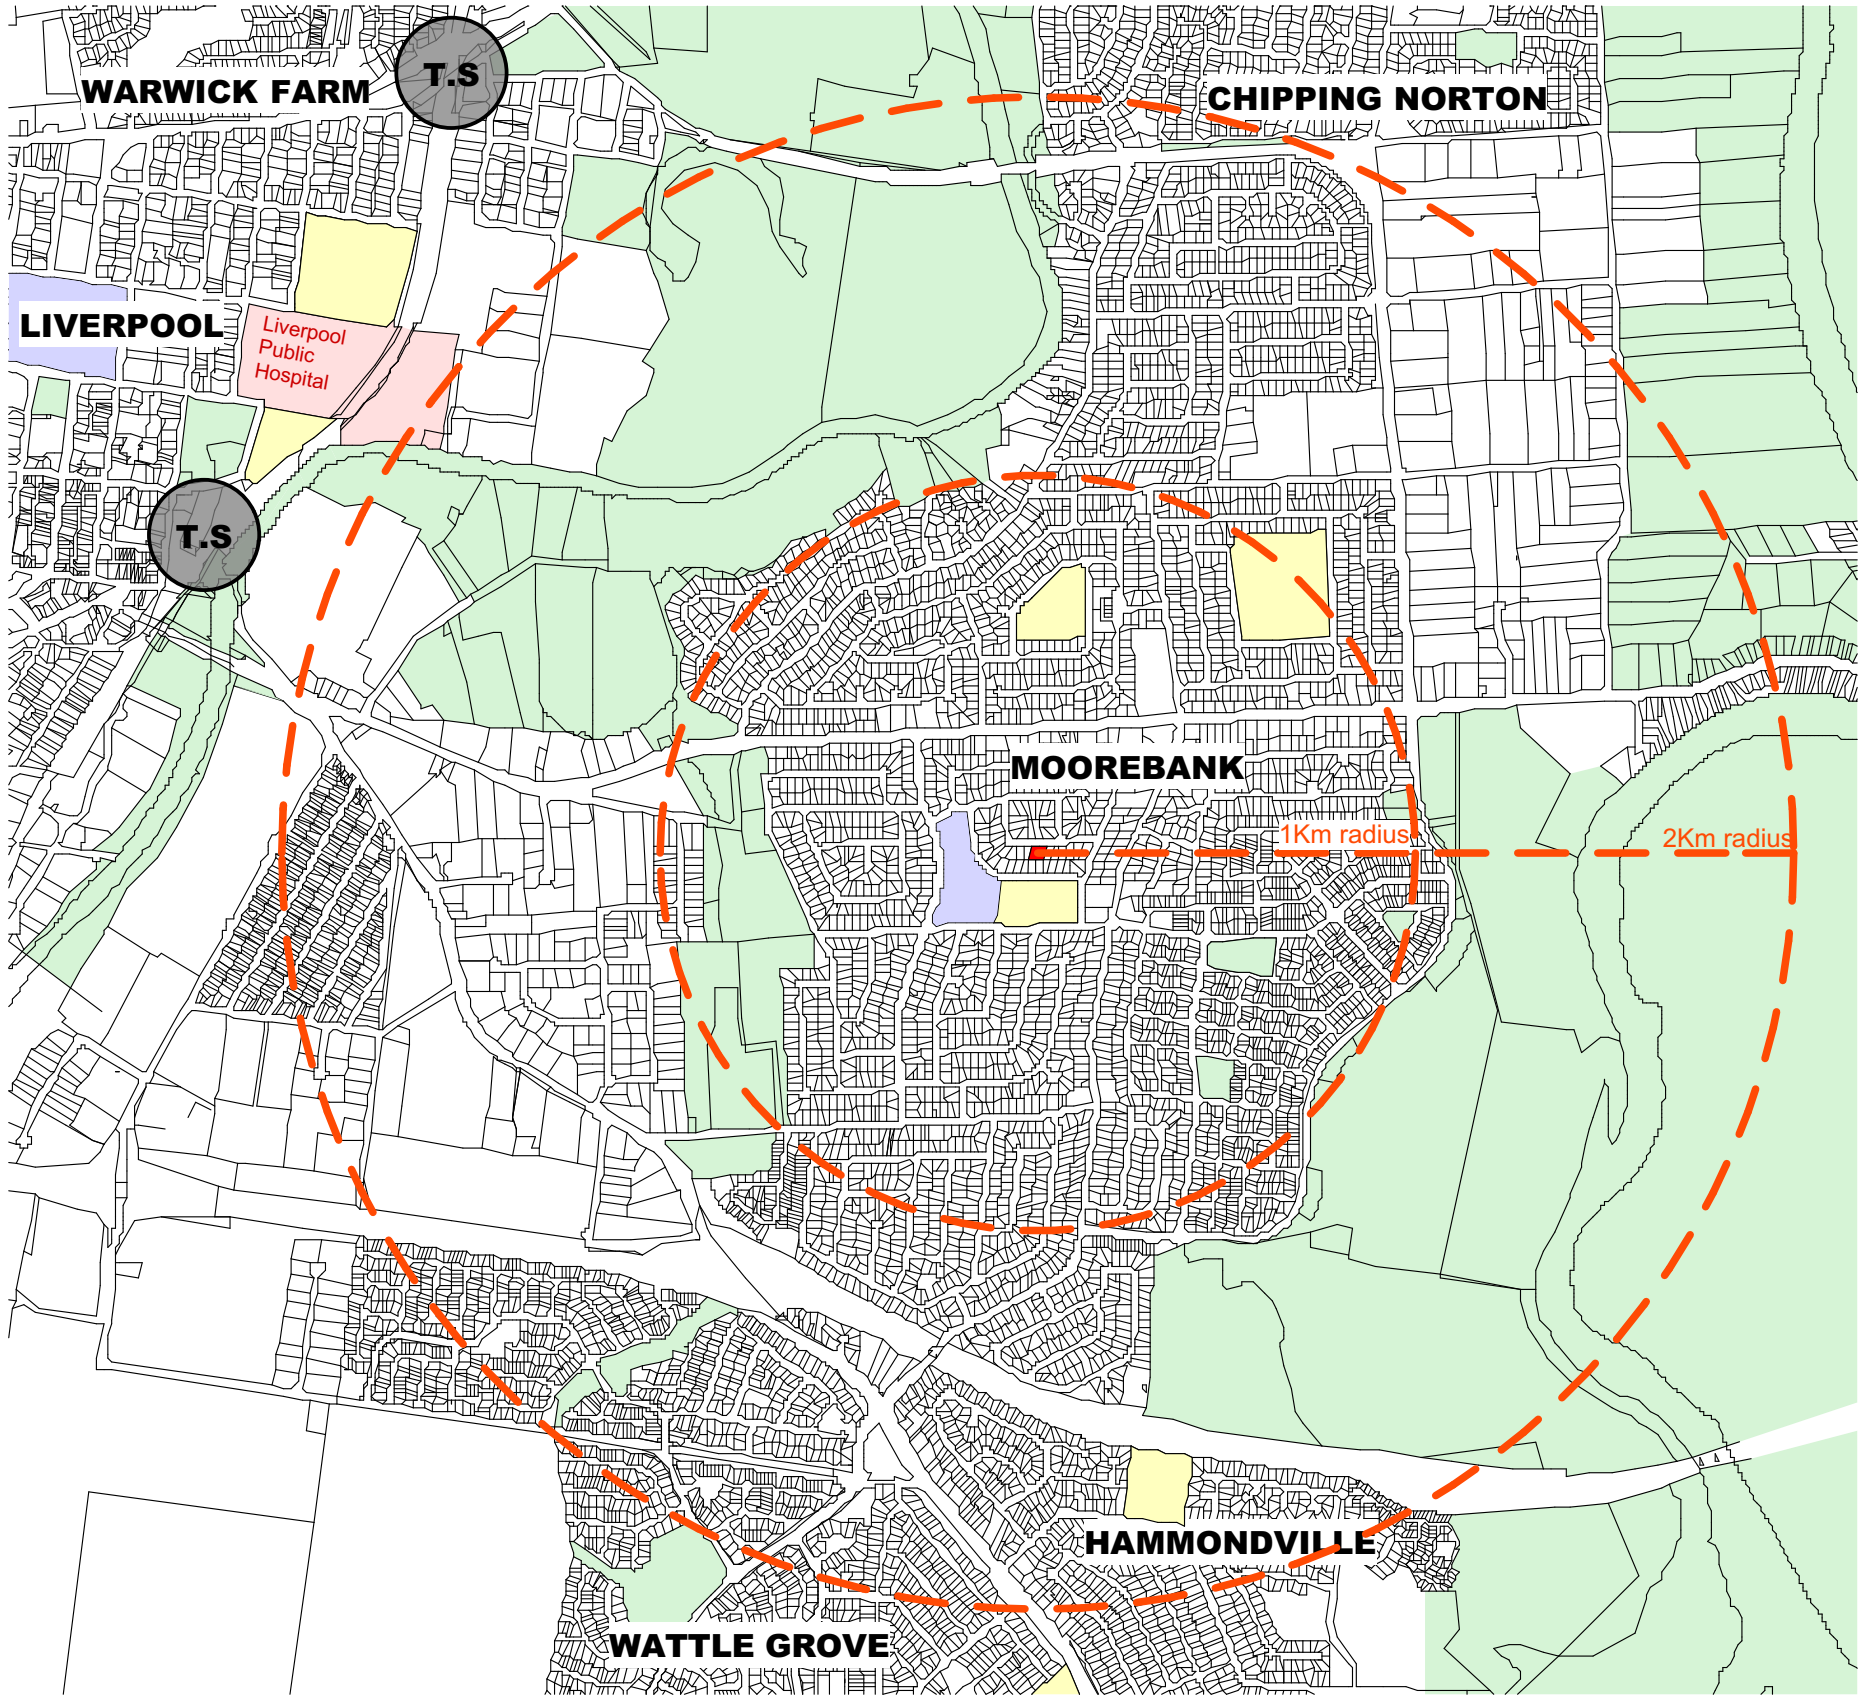 T.S
WARWICK FARM
CHIPPING NORTON
LIVERPOOL
Liverpool
Public
Hospital
T.S
MOOREBANK
1Km radius
2Km radius
HAMMONDVILLE
WATTLE GROVE